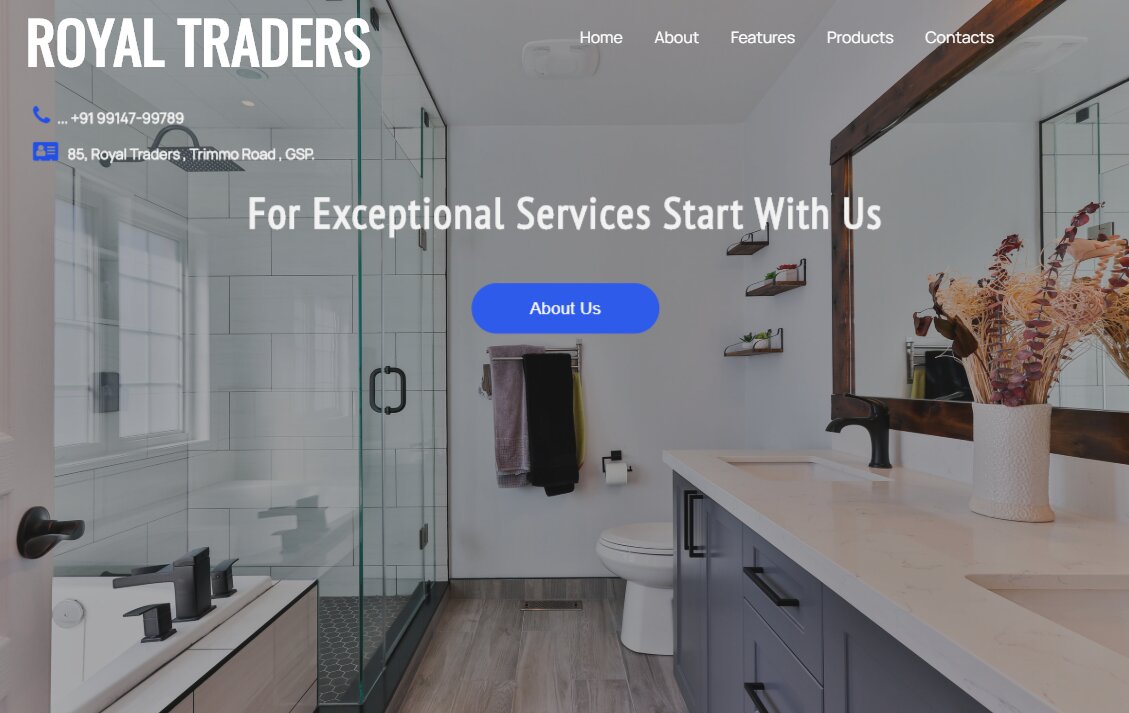 ROYAL TRADERS
Home About Features Products Contacts
... +91 99147-99789
85, Royal Traders , Trimmo Road , GSP.
For Exceptional Services Start With Us
About Us